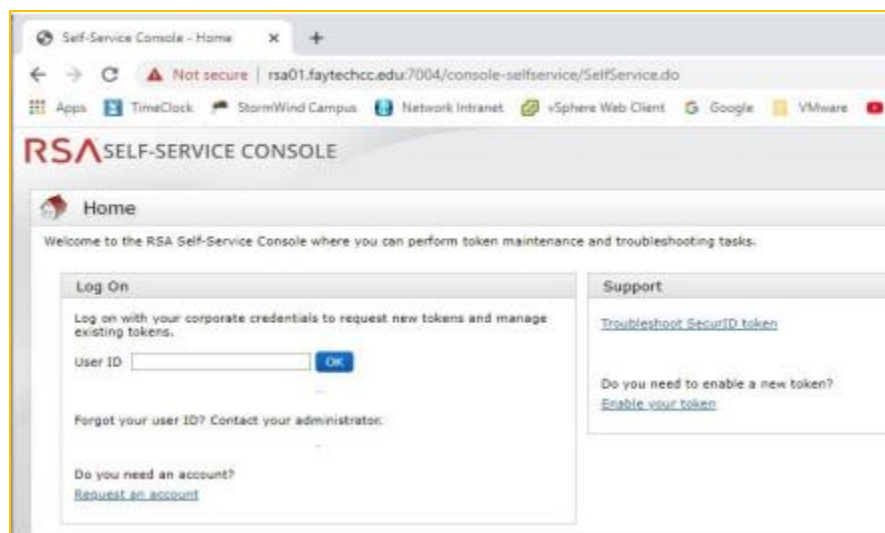 Self-Service Console - Home × +
Not secure | rsa01.faytechcc.edu:7004/console-selfservice/SelfService.do
Apps TimeClock StormWind Campus Network Intranet vSphere Web Client Google VMware
RSA SELF-SERVICE CONSOLE
Home
Welcome to the RSA Self-Service Console where you can perform token maintenance and troubleshooting tasks.
Log On
Log on with your corporate credentials to request new tokens and manage
existing tokens.
User ID OK
Forgot your user ID? Contact your administrator.
Do you need an account?
Request an account
Support
Troubleshoot SecurID token
Do you need to enable a new token?
Enable your token